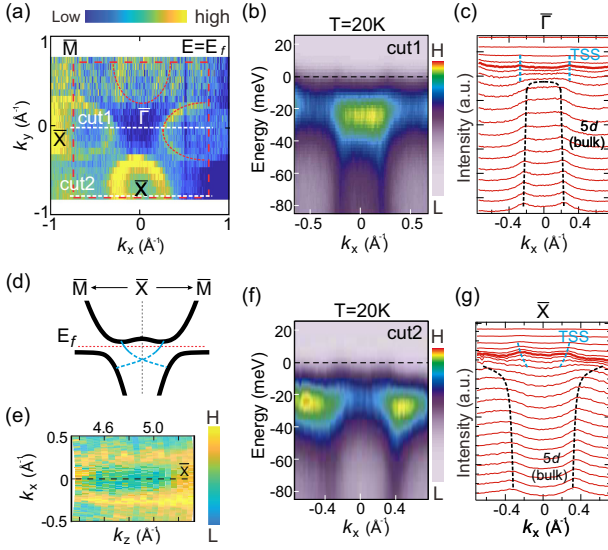 (a) Low high
M̅ E=E_f
Γ̅
cut1
X̅
cut2
X̅
k_y (Å⁻¹)
1
0
-1
-1 0 1
k_x (Å⁻¹)
(b) T=20K
cut1
H
L
Energy (meV)
20
0
-20
-40
-60
-80
-0.5 0 0.5
k_x Å⁻¹
(c) Γ̅
TSS
5d
(bulk)
Intensity (a.u.)
-0.4 0 0.4
k_x (Å⁻¹)
(d)
M̅ X̅ M̅
E_f
(e) 4.6 5.0
0.5
0
-0.5
k_x (Å⁻¹)
X̅
k_z (Å⁻¹)
H
L
(f) T=20K
cut2
H
L
Energy (meV)
20
0
-20
-40
-60
-80
-0.4 0 0.4
k_x (Å⁻¹)
(g) X̅
TSS
5d
(bulk)
Intensity (a.u.)
-0.4 0 0.4
k_x (Å⁻¹)